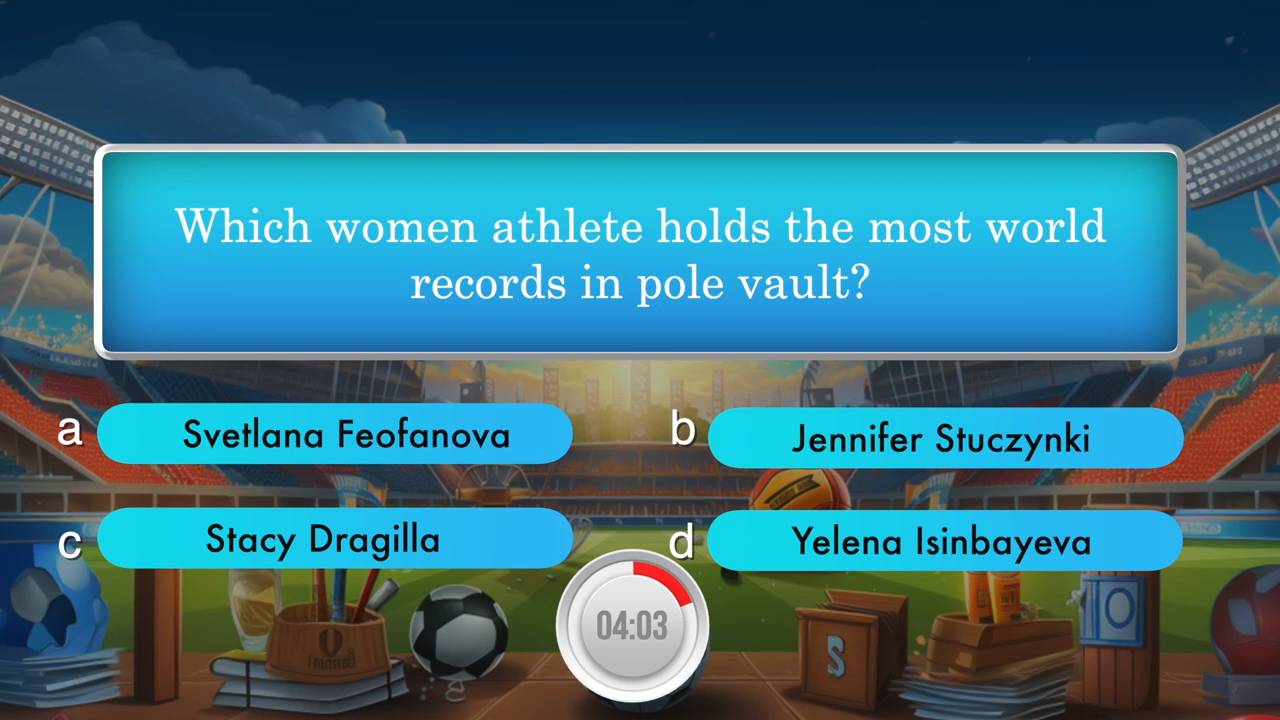 Which women athlete holds the most world
records in pole vault?
a Svetlana Feofanova
b Jennifer Stuczynki
c Stacy Dragilla
d Yelena Isinbayeva
04:03
S